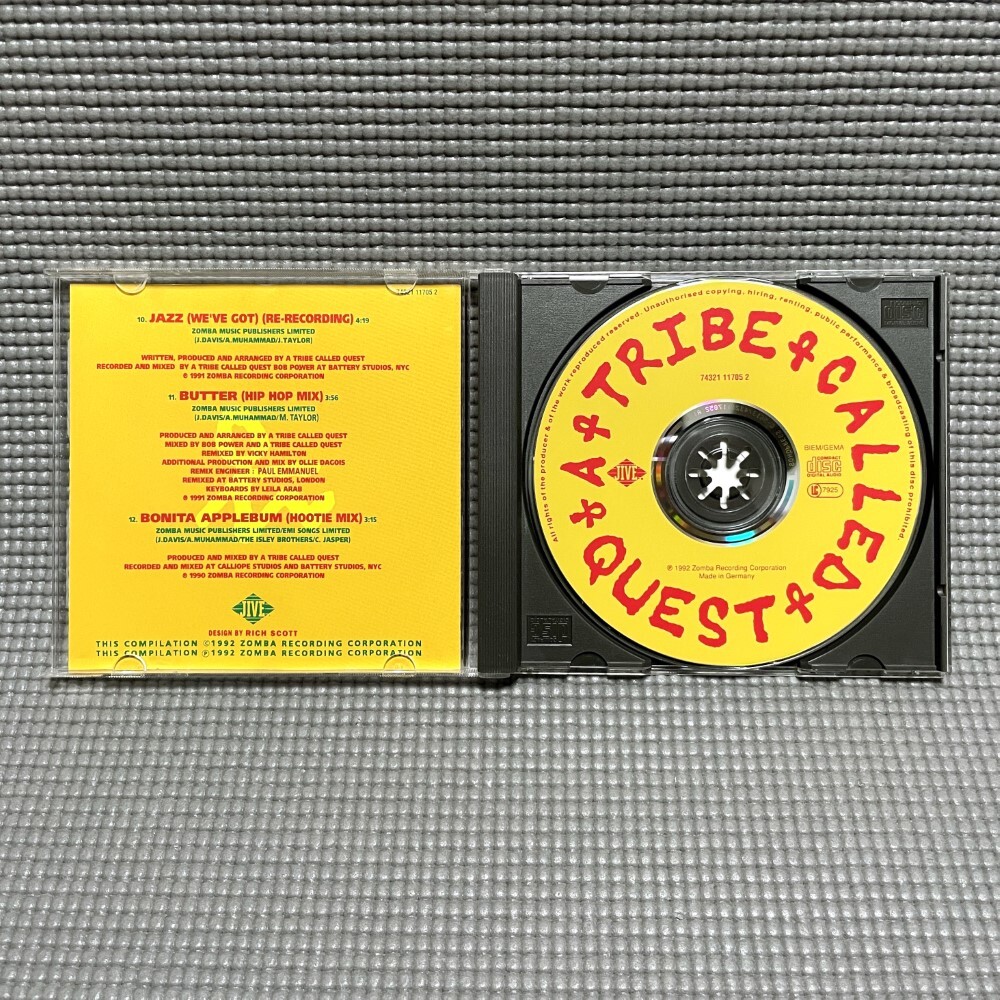 74321 11705 2
10. JAZZ (WE'VE GOT) (RE-RECORDING) 4:19
ZOMBA MUSIC PUBLISHERS LIMITED
(J.DAVIS/A.MUHAMMAD/J.TAYLOR)
WRITTEN, PRODUCED AND ARRANGED BY A TRIBE CALLED QUEST
RECORDED AND MIXED BY A TRIBE CALLED QUEST BOB POWER AT BATTERY STUDIOS, NYC
℗ 1991 ZOMBA RECORDING CORPORATION
11. BUTTER (HIP HOP MIX) 3:56
ZOMBA MUSIC PUBLISHERS LIMITED
(J.DAVIS/A.MUHAMMAD/M. TAYLOR)
PRODUCED AND ARRANGED BY A TRIBE CALLED QUEST
MIXED BY BOB POWER AND A TRIBE CALLED QUEST
REMIXED BY VICKY HAMILTON
ADDITIONAL PRODUCTION AND MIX BY OLLIE DAGOIS
REMIX ENGINEER : PAUL EMMANUEL
REMIXED AT BATTERY STUDIOS, LONDON
KEYBOARDS BY LEILA ARAB
℗ 1991 ZOMBA RECORDING CORPORATION
12. BONITA APPLEBUM (HOOTIE MIX) 3:15
ZOMBA MUSIC PUBLISHERS LIMITED/EMI SONGS LIMITED
(J.DAVIS/A.MUHAMMAD/THE ISLEY BROTHERS/C. JASPER)
PRODUCED AND MIXED BY A TRIBE CALLED QUEST
RECORDED AND MIXED AT CALLIOPE STUDIOS AND BATTERY STUDIOS, NYC
℗ 1990 ZOMBA RECORDING CORPORATION
JIVE
DESIGN BY RICH SCOTT
THIS COMPILATION ©1992 ZOMBA RECORDING CORPORATION
THIS COMPILATION ℗1992 ZOMBA RECORDING CORPORATION
All rights of the producer & of the owner of the work reproduced reserved. Unauthorised copying, hiring, renting, public performance & broadcasting of this disc prohibited.
A & TRIBE & CALLED & QUEST &
74321 11705 2
BIEM/GEMA
COMPACT
disc
DIGITAL AUDIO
LC 7925
JIVE
℗ 1992 Zomba Recording Corporation
Made in Germany